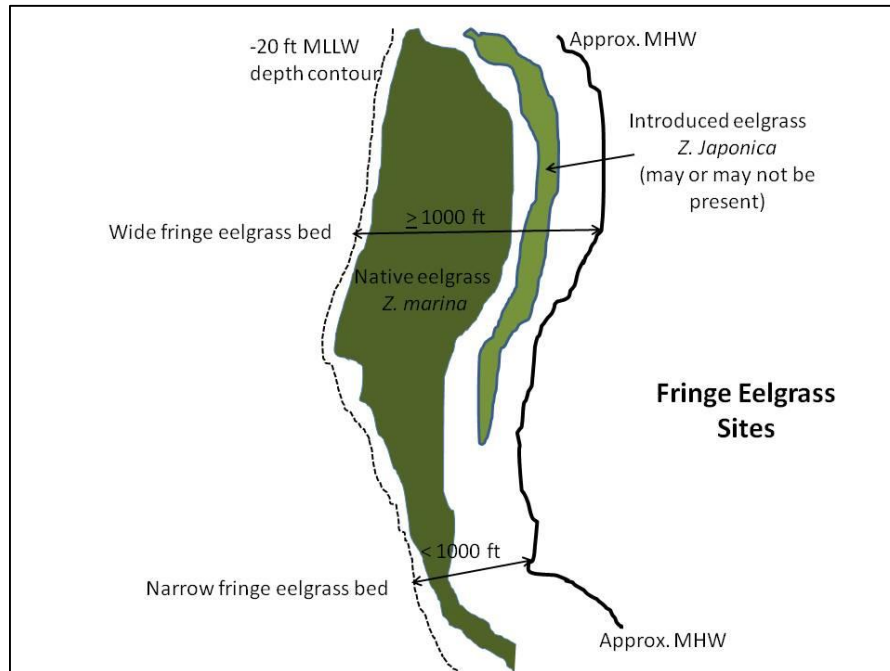 -20 ft MLLW
depth contour
Approx. MHW
Introduced eelgrass
Z. Japonica
(may or may not be
present)
≥ 1000 ft
Wide fringe eelgrass bed
Native eelgrass
Z. marina
Fringe Eelgrass
Sites
< 1000 ft
Narrow fringe eelgrass bed
Approx. MHW